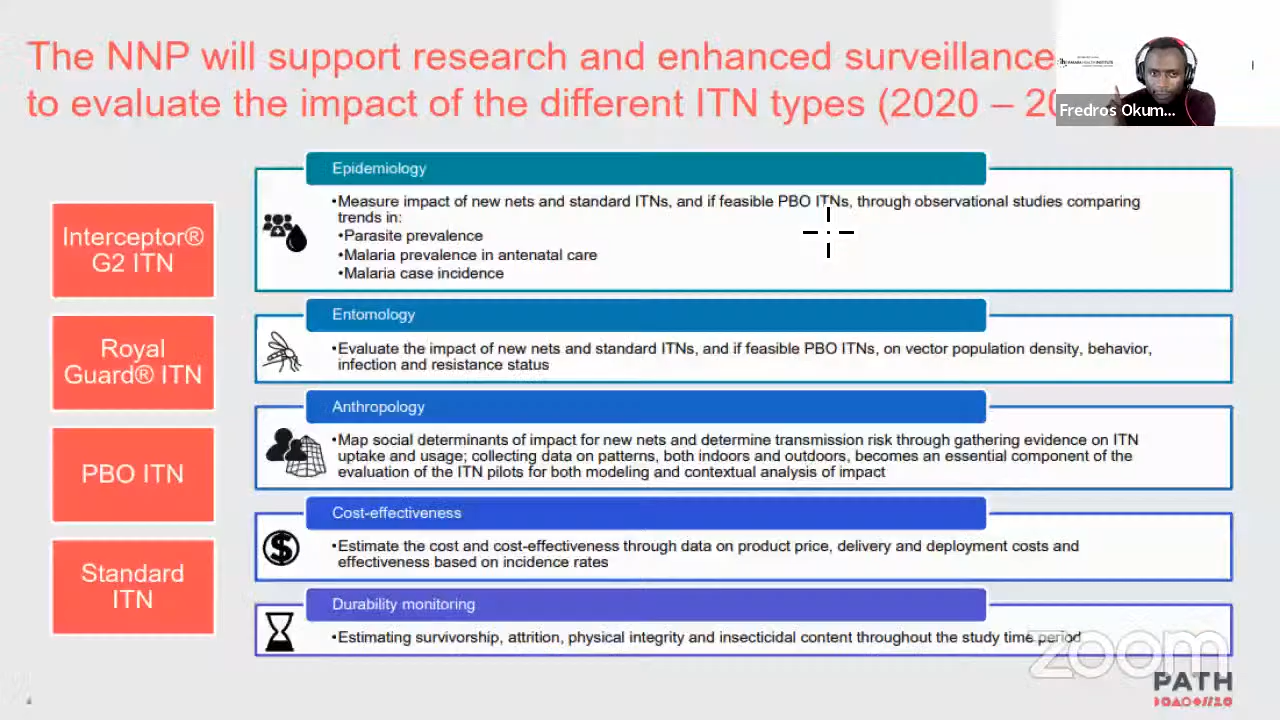 The NNP will support research and enhanced surveillance
to evaluate the impact of the different ITN types (2020 – 20
Fredros Okum...
Interceptor®
G2 ITN
Royal
Guard® ITN
PBO ITN
Standard
ITN
Epidemiology
•Measure impact of new nets and standard ITNs, and if feasible PBO ITNs, through observational studies comparing
trends in:
•Parasite prevalence
•Malaria prevalence in antenatal care
•Malaria case incidence
Entomology
•Evaluate the impact of new nets and standard ITNs, and if feasible PBO ITNs, on vector population density, behavior,
infection and resistance status
Anthropology
•Map social determinants of impact for new nets and determine transmission risk through gathering evidence on ITN
uptake and usage; collecting data on patterns, both indoors and outdoors, becomes an essential component of the
evaluation of the ITN pilots for both modeling and contextual analysis of impact
Cost-effectiveness
•Estimate the cost and cost-effectiveness through data on product price, delivery and deployment costs and
effectiveness based on incidence rates
Durability monitoring
•Estimating survivorship, attrition, physical integrity and insecticidal content throughout the study time period
zoom
PATH